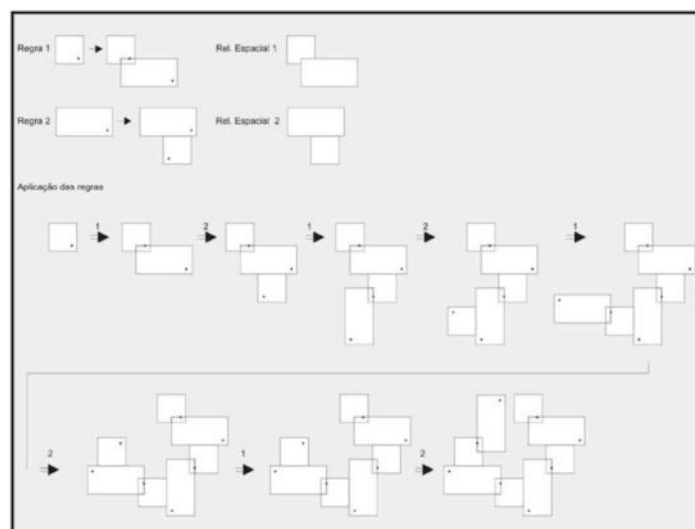 Regra 1
Rel. Espacial 1
Regra 2
Rel. Espacial 2
Aplicação das regras
1 2 1 2 1
2 1 2